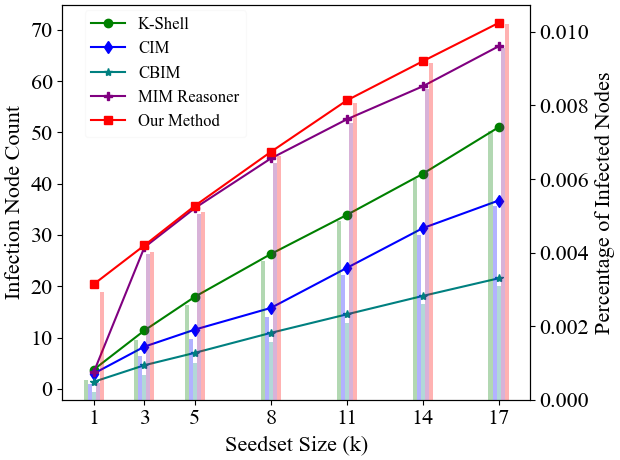 K-Shell
CIM
CBIM
MIM Reasoner
Our Method
Infection Node Count
70
60
50
40
30
20
10
0
0.010
0.008
0.006
0.004
0.002
0.000
Percentage of Infected Nodes
1 3 5 8 11 14 17
Seedset Size (k)